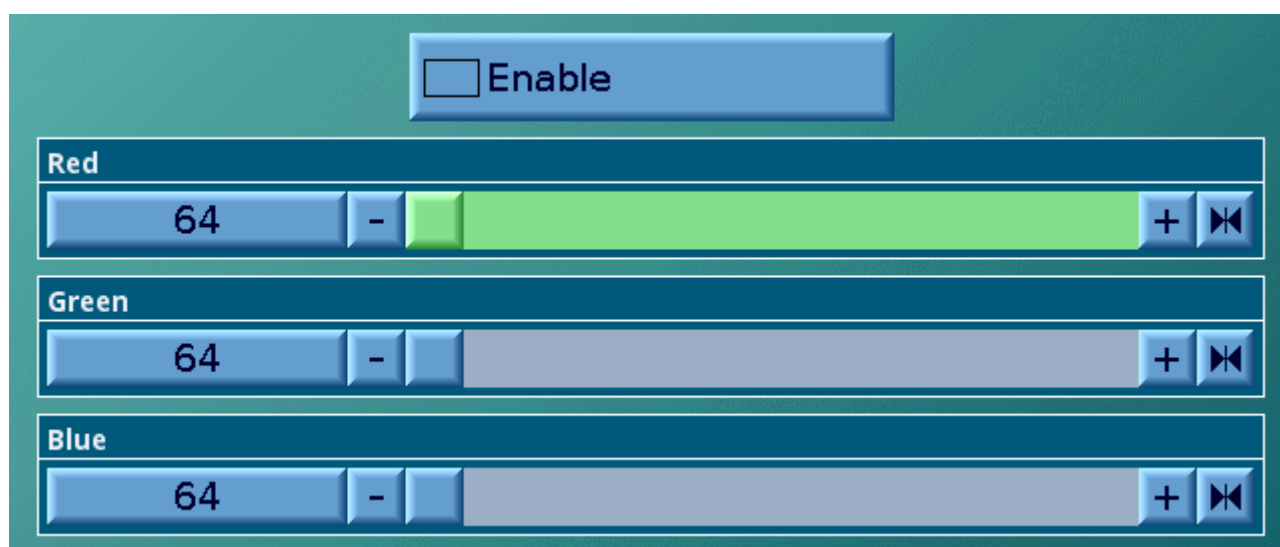 Enable
Red
64 - +
Green
64 - +
Blue
64 - +